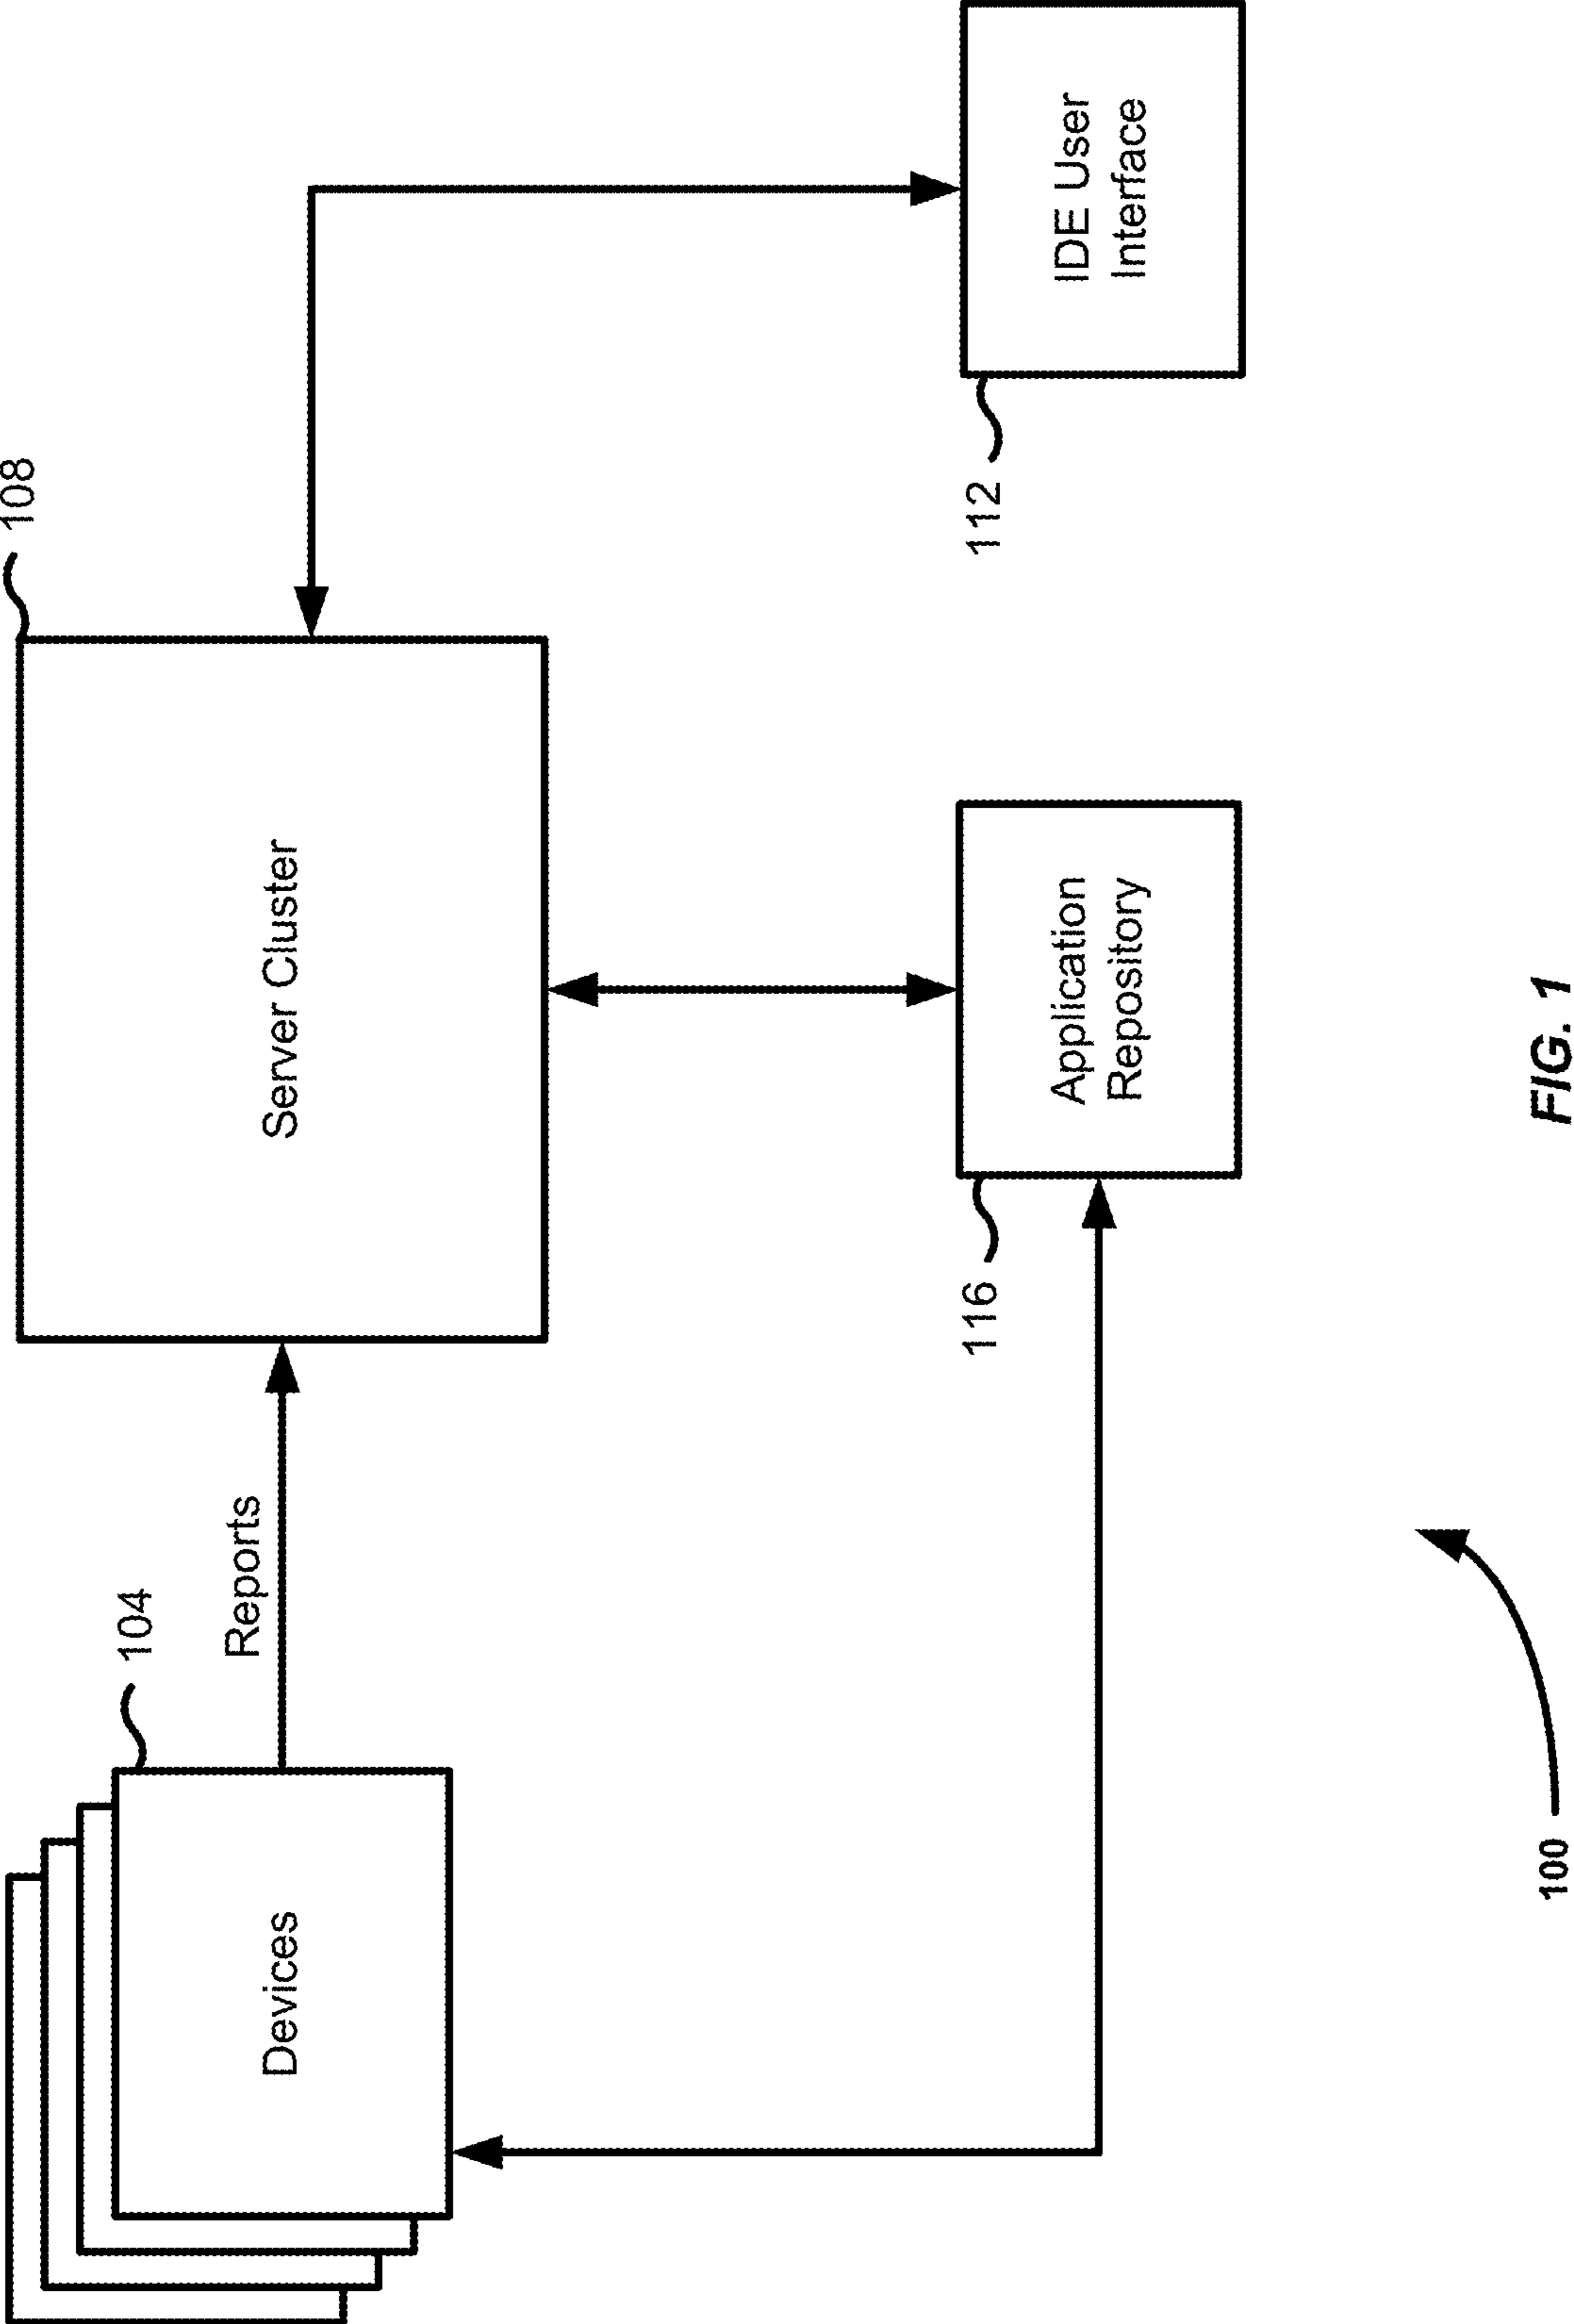 108
104
Reports
Devices
Server Cluster
116
Application
Repository
112
IDE User
Interface
100
FIG. 1